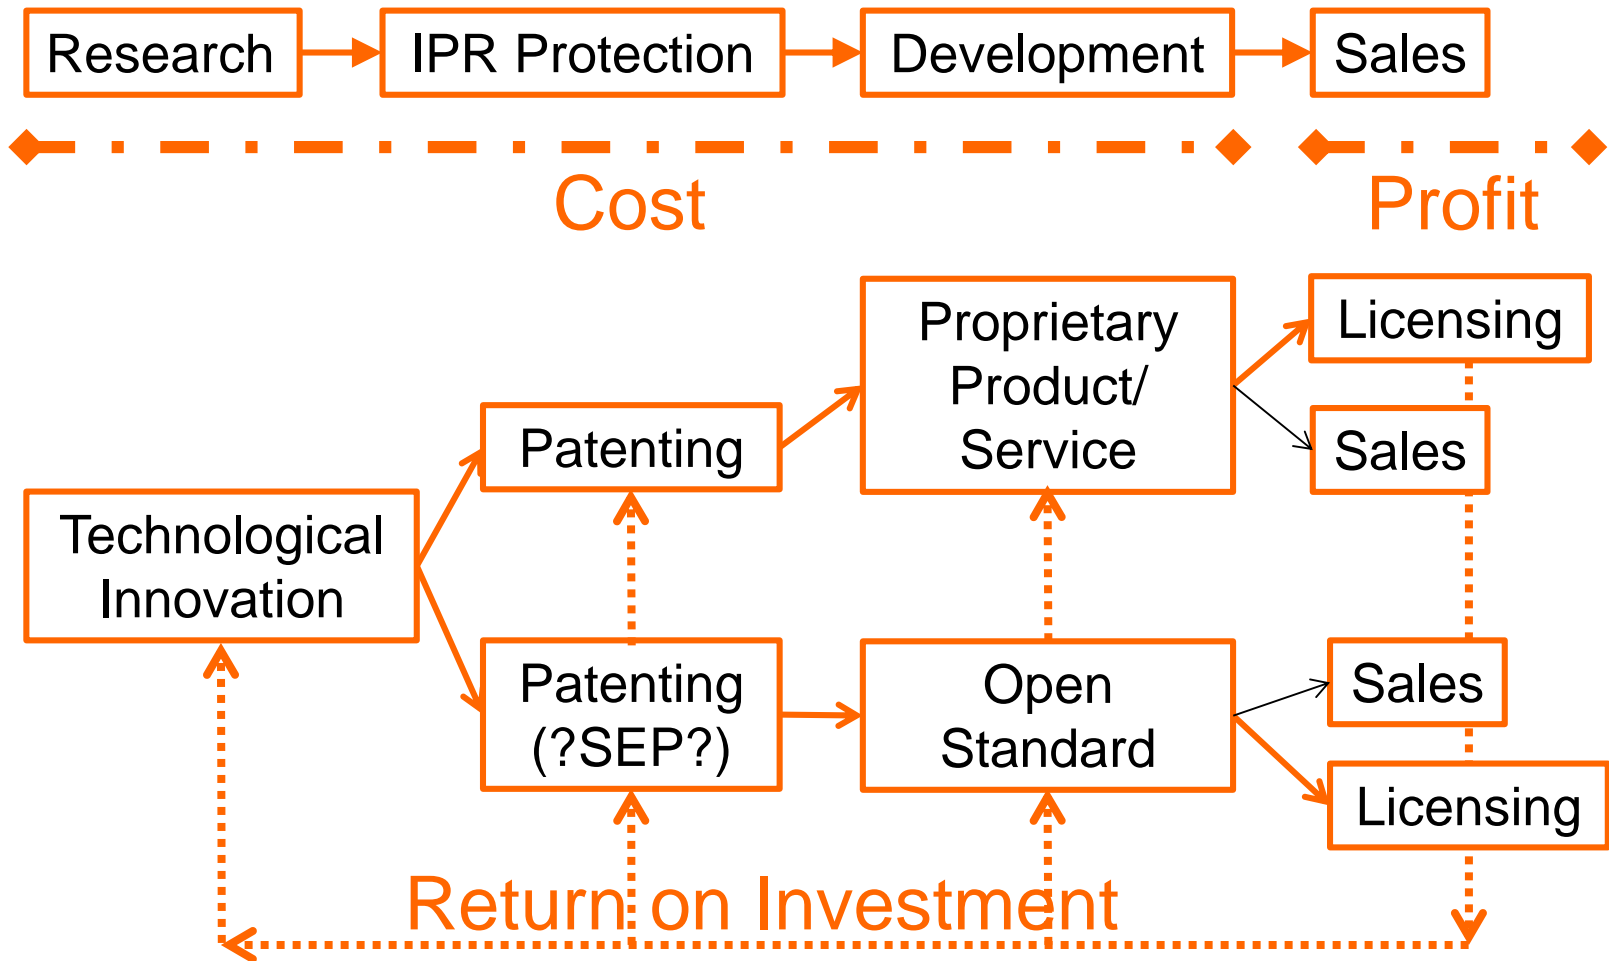 Research
IPR Protection
Development
Sales
Cost
Profit
Proprietary
Product/
Service
Licensing
Patenting
Sales
Technological
Innovation
Patenting
(?SEP?)
Open
Standard
Sales
Licensing
Return on Investment